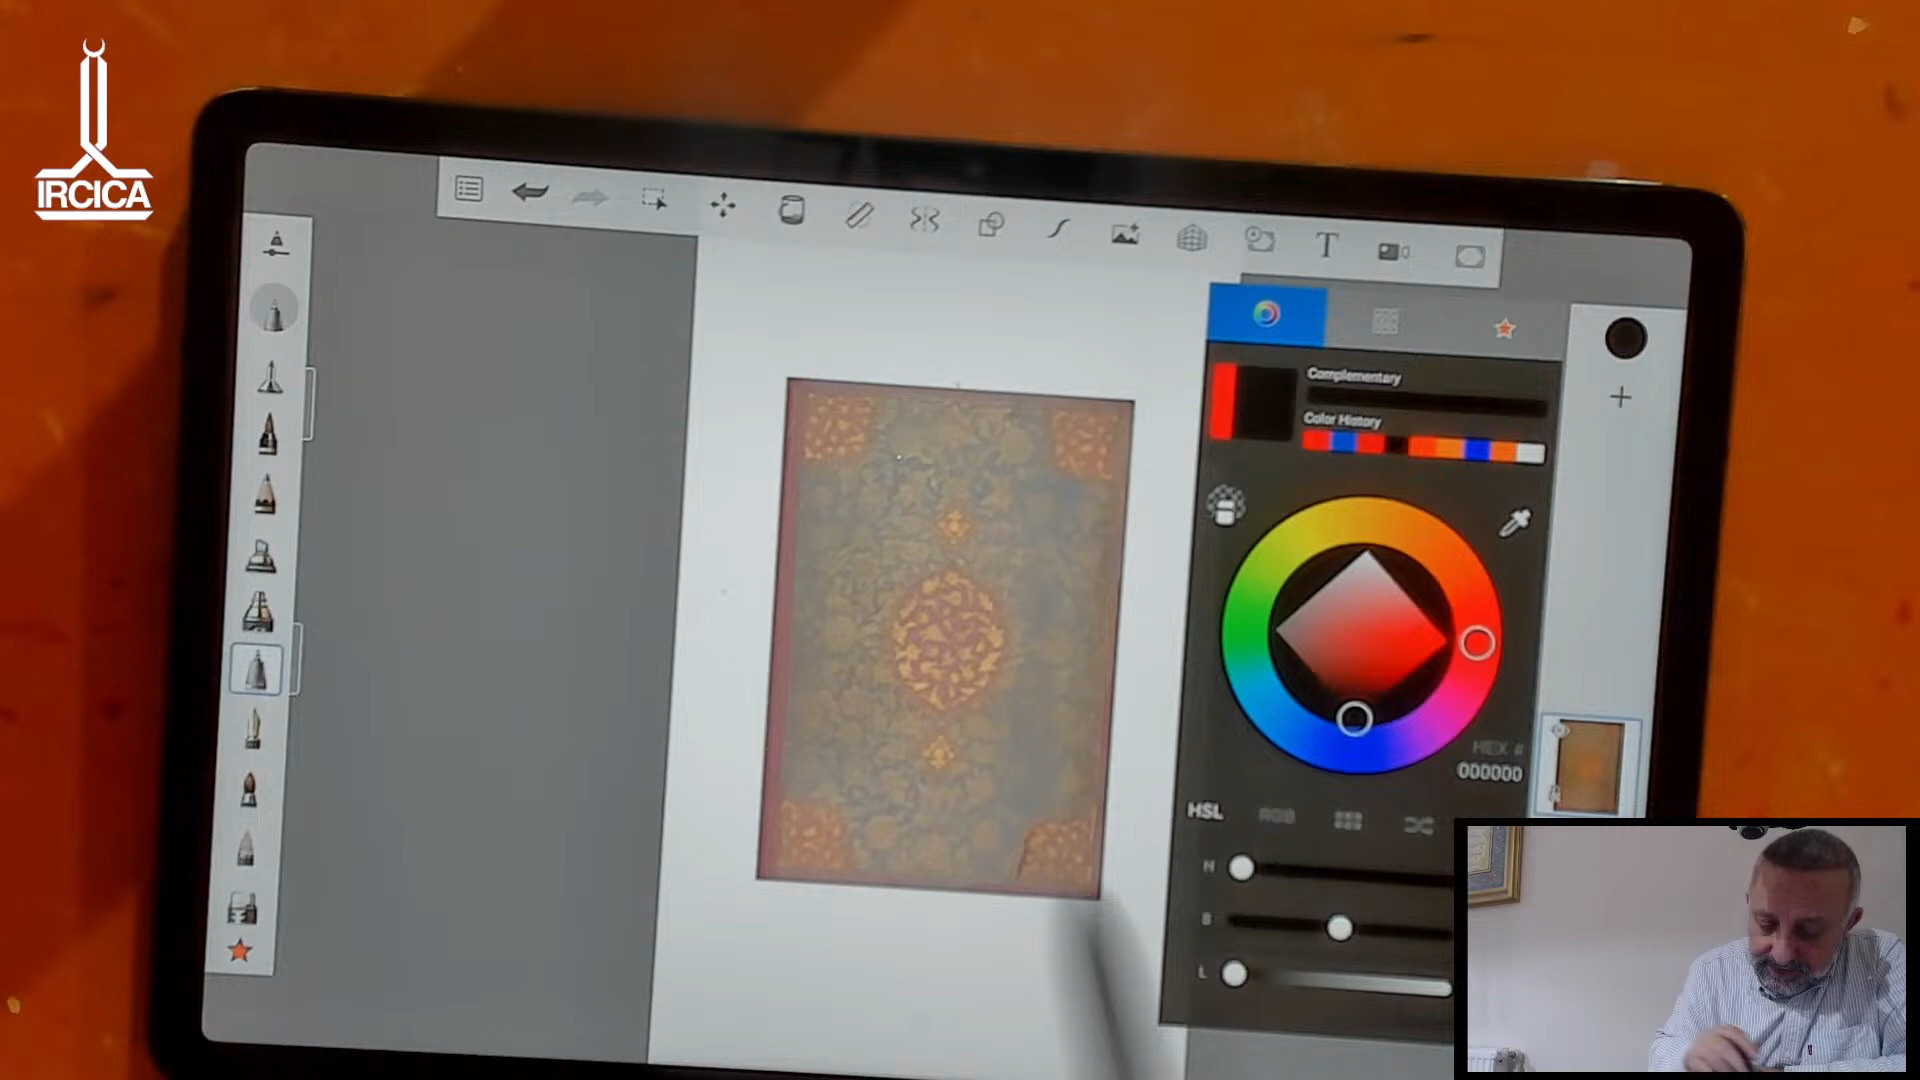 IRCICA
T
Complementary
Color History
HEX #
000000
HSL
RGB
H
S
L